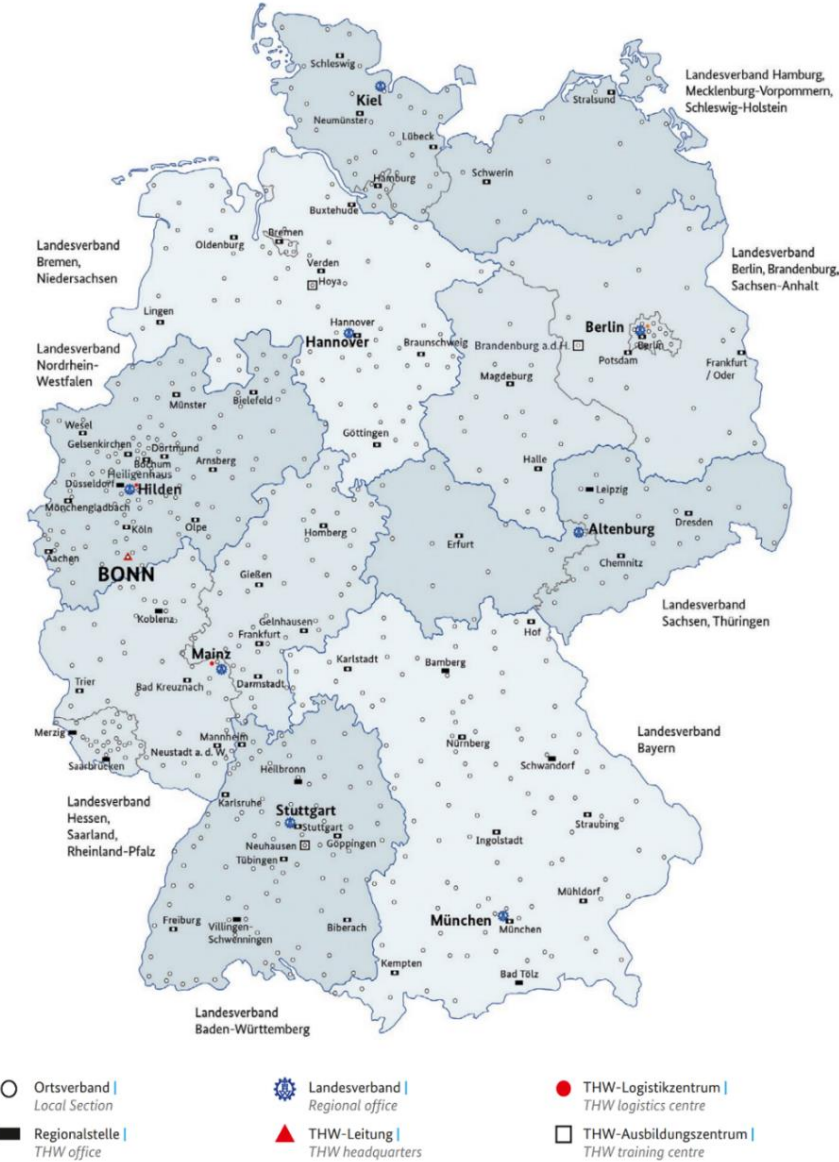 Schleswig
Kiel
Neumünster
Lübeck
Hamburg
Stralsund
Schwerin
Landesverband Hamburg,
Mecklenburg-Vorpommern,
Schleswig-Holstein
Buxtehude
Bremen
Oldenburg
Verden
Hoya
Landesverband
Bremen,
Niedersachsen
Landesverband
Berlin, Brandenburg,
Sachsen-Anhalt
Lingen
Hannover
Hannover
Braunschweig
Brandenburg a.d.H.
Berlin
Berlin
Potsdam
Frankfurt
/ Oder
Magdeburg
Landesverband
Nordrhein-
Westfalen
Münster
Bielefeld
Göttingen
Halle
Wesel
Gelsenkirchen
Dortmund
Bochum
Arnsberg
Heiligenhaus
Düsseldorf
Hilden
Mönchengladbach
Köln
Olpe
Aachen
BONN
Homberg
Erfurt
Leipzig
Altenburg
Dresden
Chemnitz
Landesverband
Sachsen, Thüringen
Gießen
Koblenz
Gelnhausen
Frankfurt
Mainz
Hof
Karlstadt
Bamberg
Trier
Bad Kreuznach
Darmstadt
Merzig
Saarbrücken
Mannheim
Neustadt a. d. W.
Nürnberg
Schwandorf
Landesverband
Bayern
Heilbronn
Karlsruhe
Landesverband
Hessen,
Saarland,
Rheinland-Pfalz
Stuttgart
Stuttgart
Neuhausen
Göppingen
Tübingen
Ingolstadt
Straubing
Mühldorf
Freiburg
Villingen-
Schwenningen
Biberach
München
München
Kempten
Bad Tölz
Landesverband
Baden-Württemberg
Ortsverband |
Local Section
Landesverband |
Regional office
THW-Logistikzentrum |
THW logistics centre
Regionalstelle |
THW office
THW-Leitung |
THW headquarters
THW-Ausbildungszentrum |
THW training centre